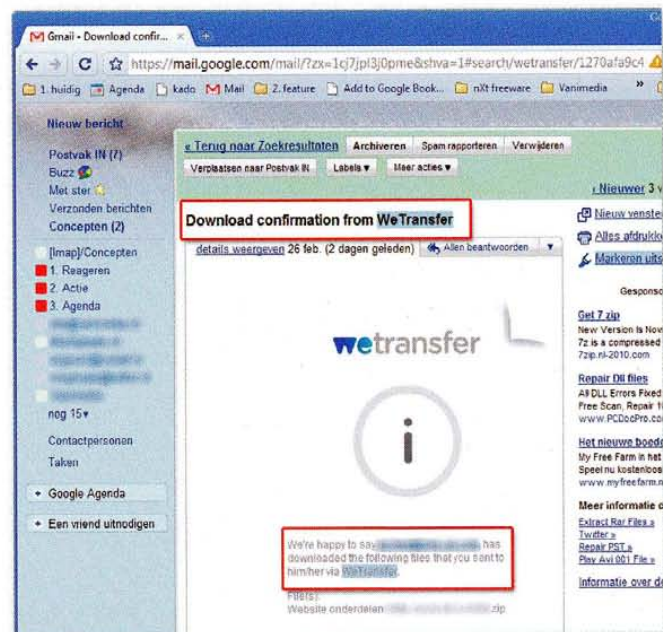 Gmail - Download confir...
https://mail.google.com/mail/?zx=1cj7jpl3j0pme&shva=1#search/wetransfer/1270afa9c4
1. huidig Agenda kado Mail 2. feature Add to Google Book... nXt freeware Vanimedia »
Nieuw bericht
Postvak IN (7)
Buzz
Met ster
Verzonden berichten
Concepten (2)
[Imap]/Concepten
1. Reageren
2. Actie
3. Agenda
nog 15▾
Contactpersonen
Taken
+ Google Agenda
+ Een vriend uitnodigen
« Terug naar Zoekresultaten Archiveren Spam rapporteren Verwijderen
Verplaatsen naar Postvak IN Labels ▾ Meer acties ▾
‹ Nieuwer 3
Download confirmation from WeTransfer
details weergeven 26 feb. (2 dagen geleden) Allen beantwoorden ▾
wetransfer
i
We're happy to say has
downloaded the following files that you sent to
him/her via WeTransfer.
File(s):
Website onderdelen .zip
Nieuw venste
Alles afdrukke
Markeren uits
Gesponso
Get 7 zip
New Version Is Now
7z is a compressed
7zip.nl-2010.com
Repair Dll files
All DLL Errors Fixed
Free Scan, Repair
www.PCDocPro.co
Het nieuwe boede
My Free Farm in het
Speel nu kostenloos
www.myfreefarm.n
Meer informatie o
Extract Rar Files »
Twitter »
Repair PST »
Play Avi 001 File »
Informatie over de